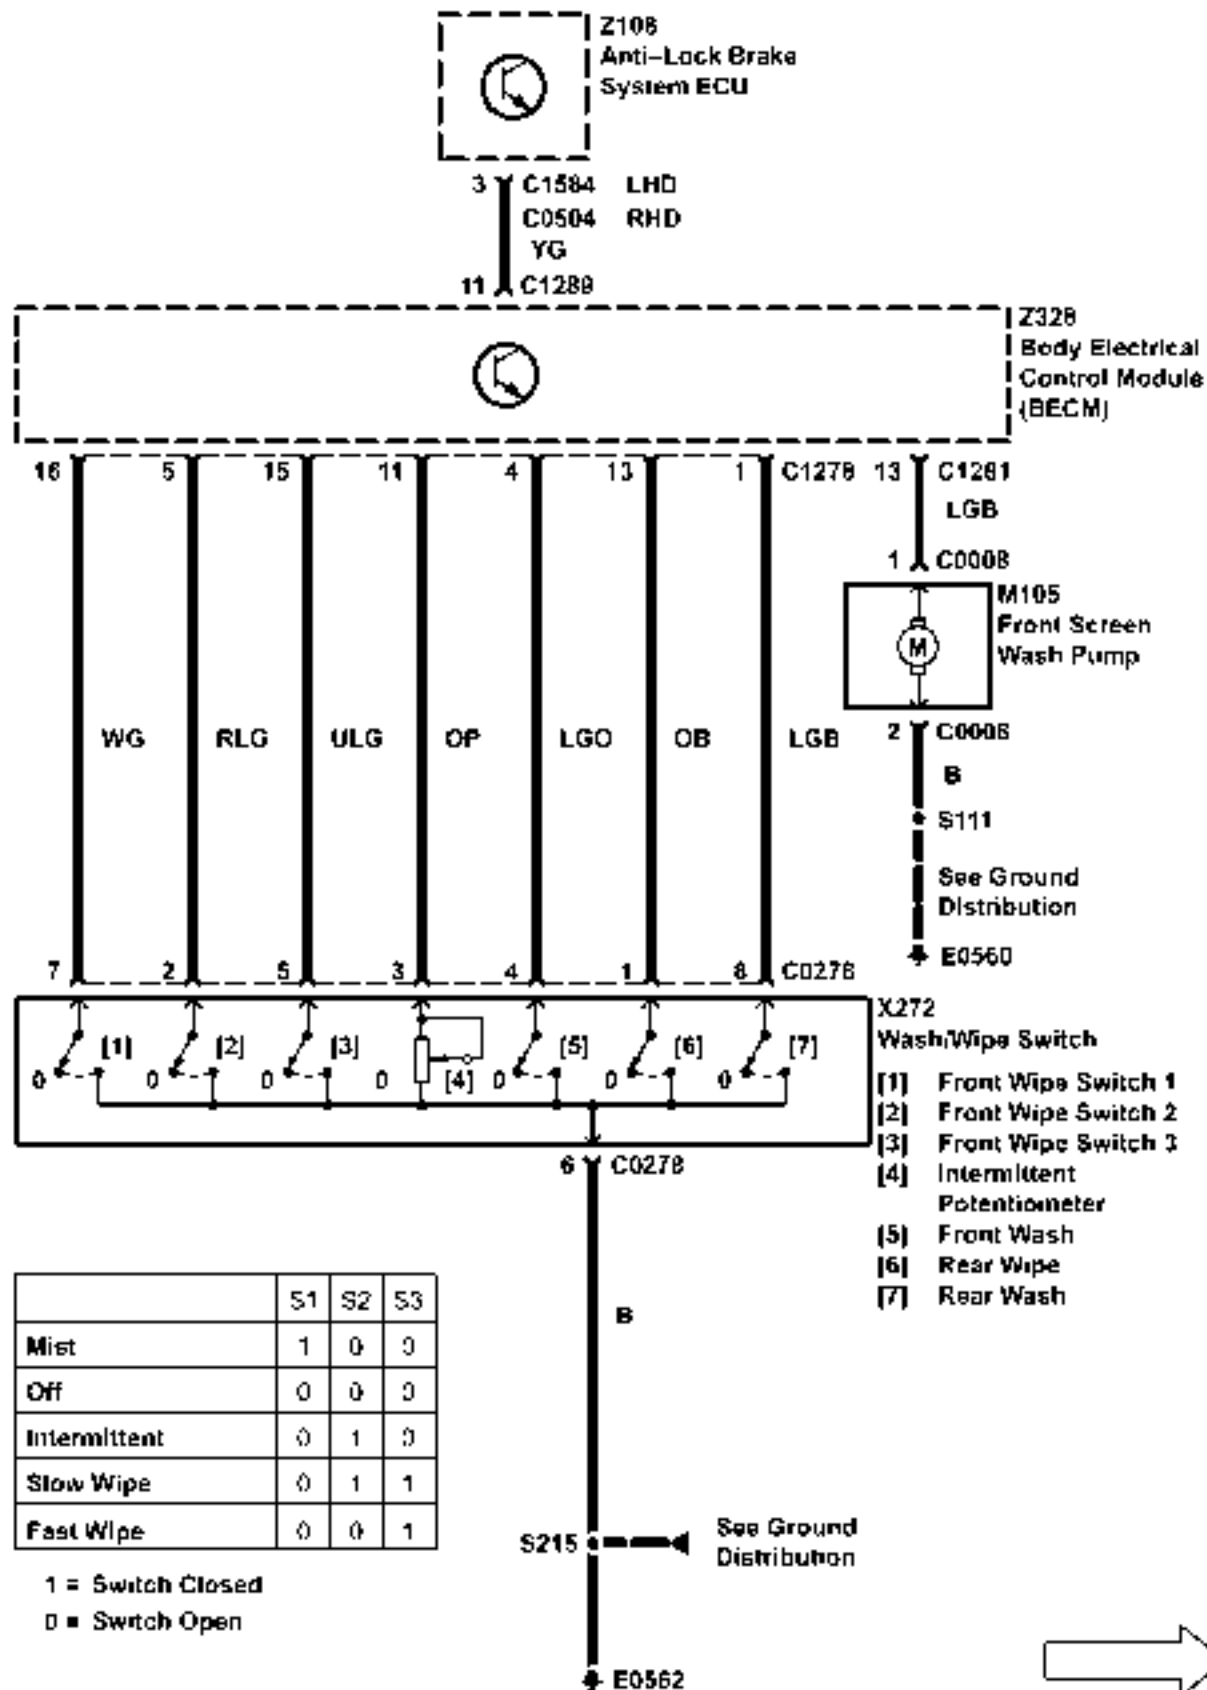 Z108
Anti-Lock Brake
System ECU
3 C1584 LHD
C0504 RHD
YG
11 C1289
Z328
Body Electrical
Control Module
(BECM)
16 5 15 11 4 13 1 C1278 13 C1281
LGB
1 C0008
M105
Front Screen
Wash Pump
M
2 C0008
WG RLG ULG OP LGO OB LGB
B
S111
See Ground
Distribution
E0560
7 2 5 3 4 1 8 C0278
X272
Wash/Wipe Switch
[1] [2] [3] [4] [5] [6] [7]
0 0 0 0 0 0 0
[1] Front Wipe Switch 1
[2] Front Wipe Switch 2
[3] Front Wipe Switch 3
[4] Intermittent
Potentiometer
[5] Front Wash
[6] Rear Wipe
[7] Rear Wash
6 C0278
B
S1 S2 S3
Mist 1 0 0
Off 0 0 0
Intermittent 0 1 0
Slow Wipe 0 1 1
Fast Wipe 0 0 1
1 = Switch Closed
0 = Switch Open
S215
See Ground
Distribution
E0562